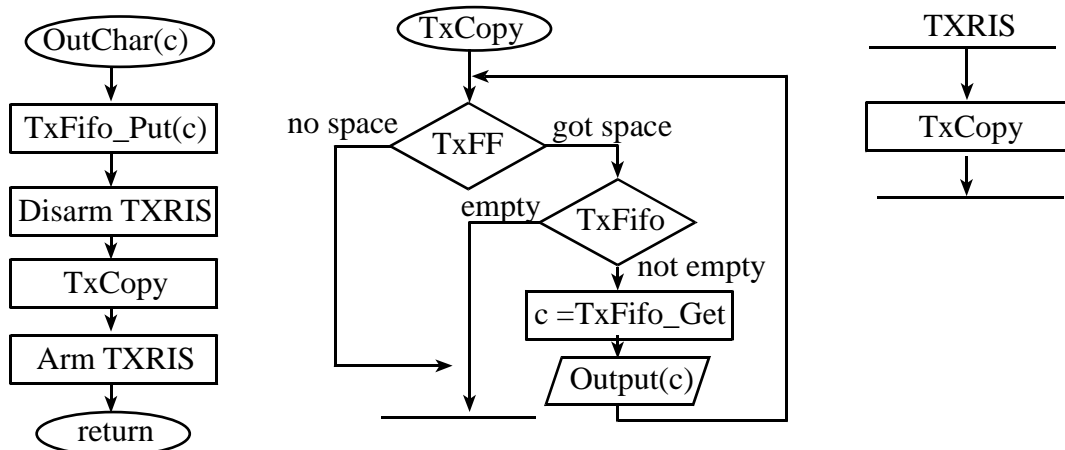 OutChar(c)
TxFifo_Put(c)
Disarm TXRIS
TxCopy
Arm TXRIS
return
TxCopy
no space
TxFF
got space
empty
TxFifo
not empty
c =TxFifo_Get
Output(c)
TXRIS
TxCopy